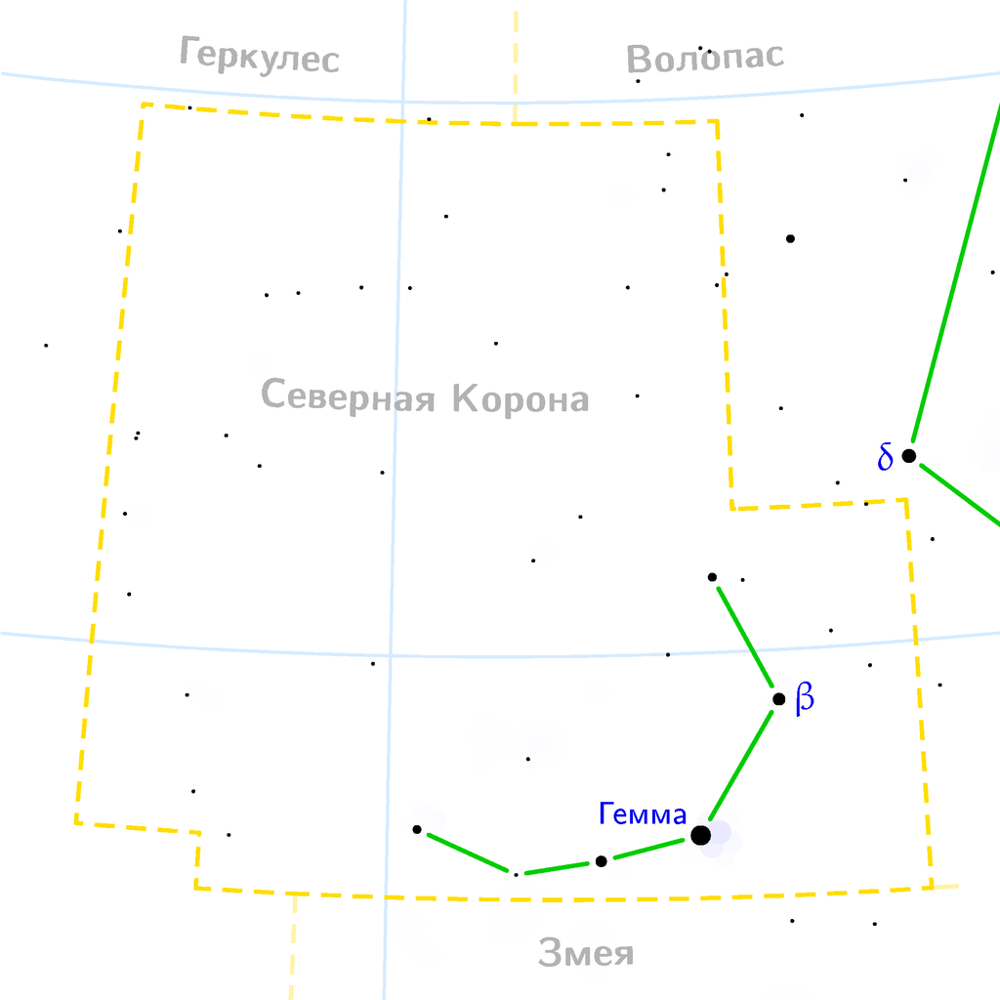 Геркулес
Волопас
Северная Корона
δ
β
Гемма
Змея